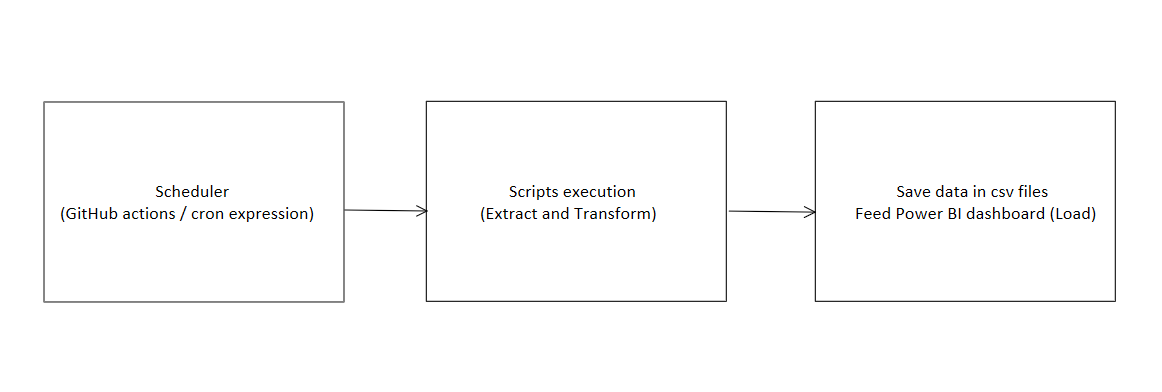 Scheduler
(GitHub actions / cron expression)
Scripts execution
(Extract and Transform)
Save data in csv files
Feed Power BI dashboard (Load)